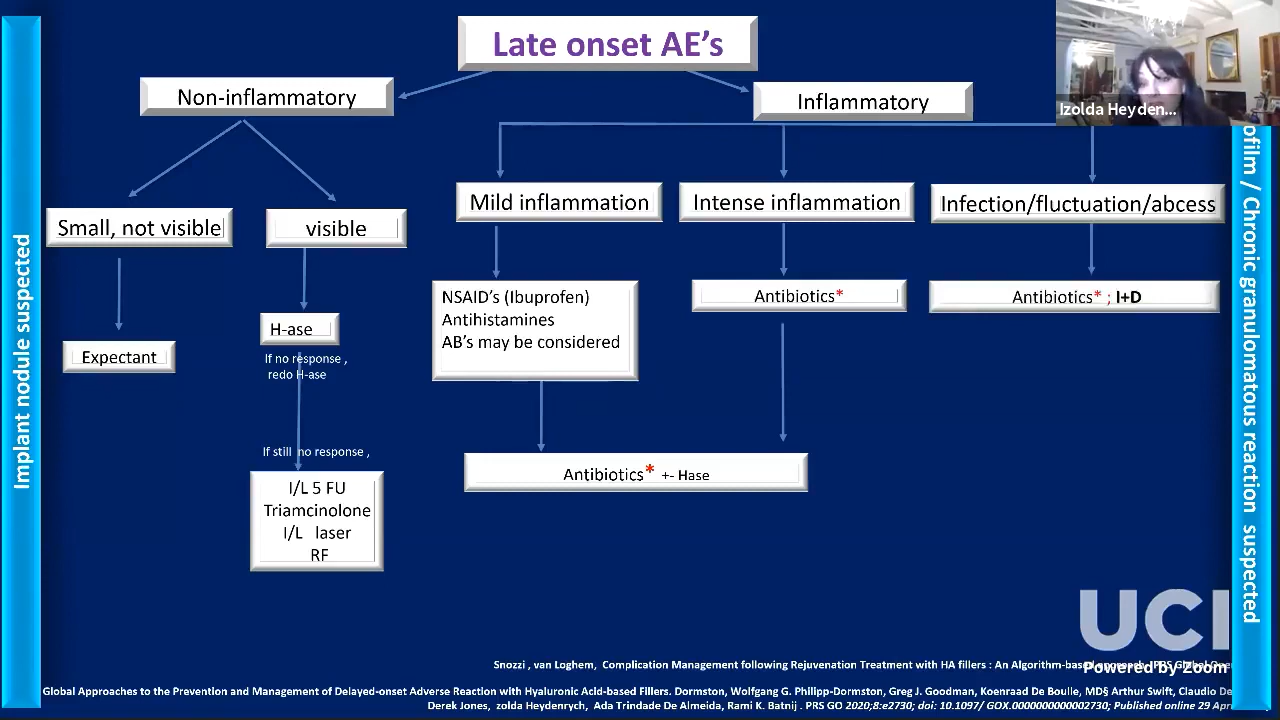 Late onset AE's
Izolda Heyden...
Non-inflammatory
Inflammatory
Small, not visible
visible
Mild inflammation
Intense inflammation
Infection/fluctuation/abcess
Expectant
H-ase
If no response ,
redo H-ase
If still no response ,
I/L 5 FU
Triamcinolone
I/L laser
RF
NSAID's (Ibuprofen)
Antihistamines
AB's may be considered
Antibiotics*
Antibiotics* ; I+D
Antibiotics* +- Hase
Implant nodule suspected
/ Chronic granulomatous reaction suspected
UCI
Powered by Zoom
Snozzi , van Loghem, Complication Management following Rejuvenation Treatment with HA fillers : An Algorithm-based approach, PRS Global
Global Approaches to the Prevention and Management of Delayed-onset Adverse Reaction with Hyaluronic Acid-based Fillers. Dormston, Wolfgang G. Philipp-Dormston, Greg J. Goodman, Koenraad De Boulle, MD§ Arthur Swift, Claudio
Derek Jones, zolda Heydenrych, Ada Trindade De Almeida, Rami K. Batnij . PRS GO 2020;8:e2730; doi: 10.1097/ GOX.0000000000002730; Published online 29